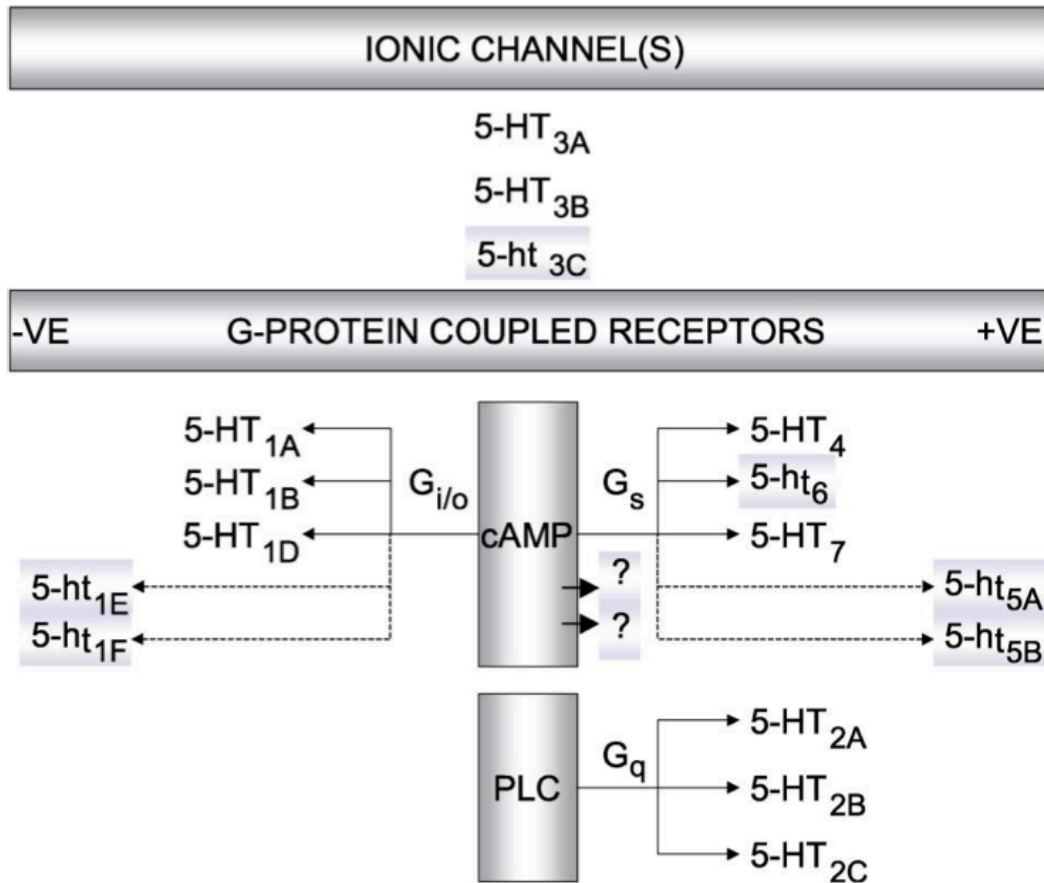 IONIC CHANNEL(S)
5-HT3A
5-HT3B
5-ht 3C
-VE G-PROTEIN COUPLED RECEPTORS +VE
5-HT1A 5-HT4
5-HT1B Gi/o Gs 5-ht6
5-HT1D cAMP 5-HT7
5-ht1E ? 5-ht5A
5-ht1F ? 5-ht5B
5-HT2A
Gq
PLC 5-HT2B
5-HT2C